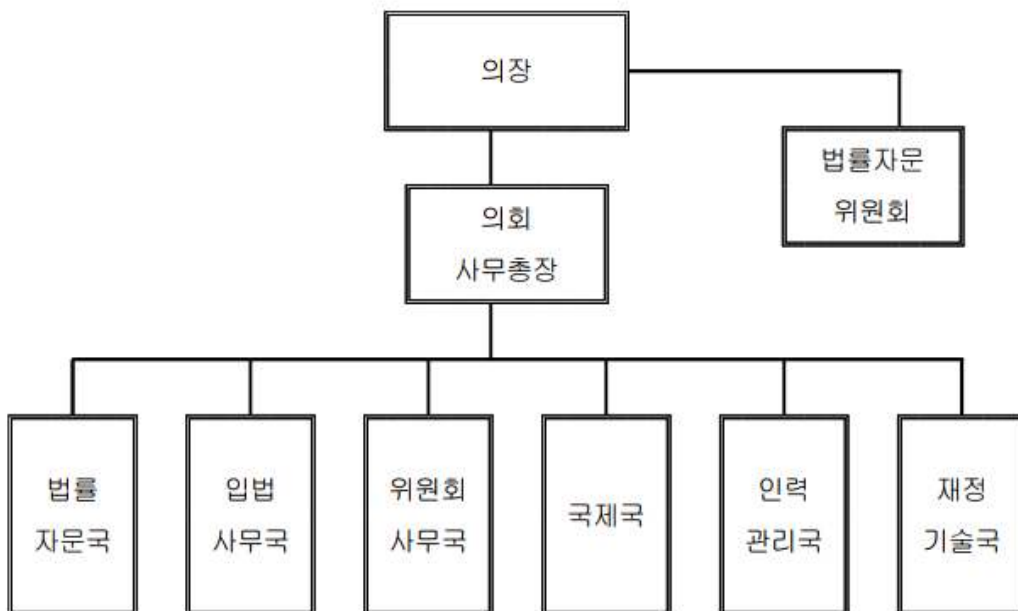 의장
법률자문
위원회
의회
사무총장
법률
자문국
입법
사무국
위원회
사무국
국제국
인력
관리국
재정
기술국